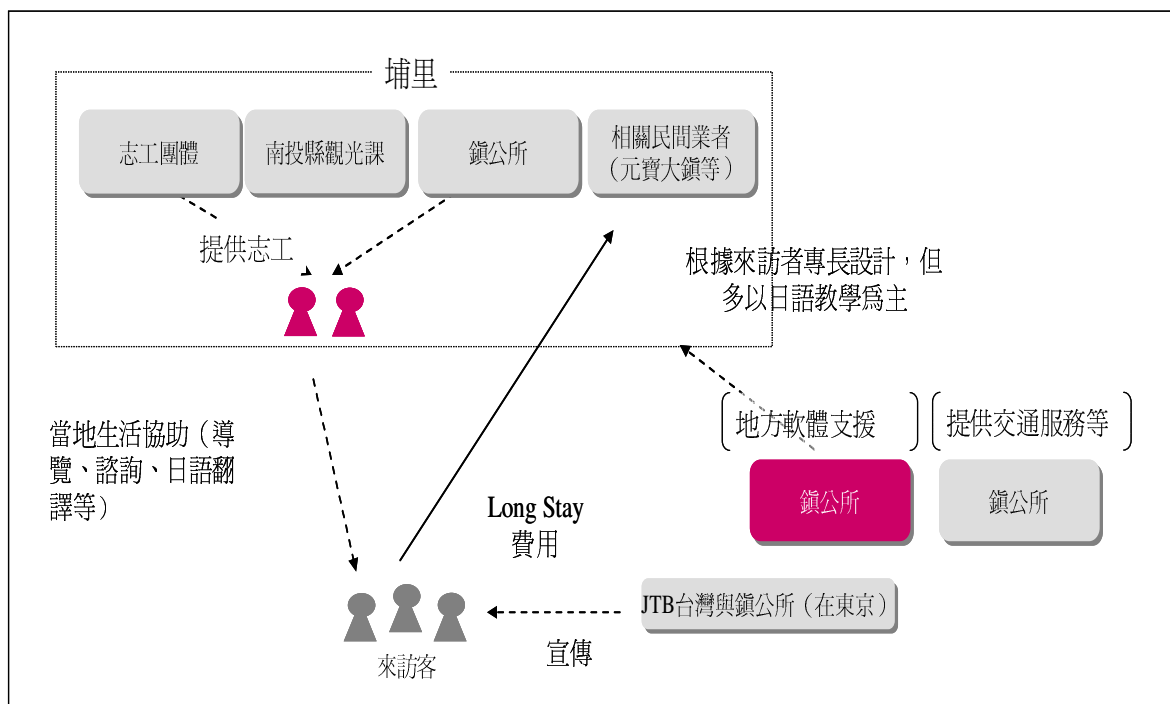 埔里
志工團體
南投縣觀光課
鎮公所
相關民間業者
（元寶大鎮等）
提供志工
根據來訪者專長設計，但
多以日語教學為主
當地生活協助（導
覽、諮詢、日語翻
譯等）
地方軟體支援
提供交通服務等
鎮公所
鎮公所
Long Stay
費用
JTB台灣與鎮公所（在東京）
宣傳
來訪客